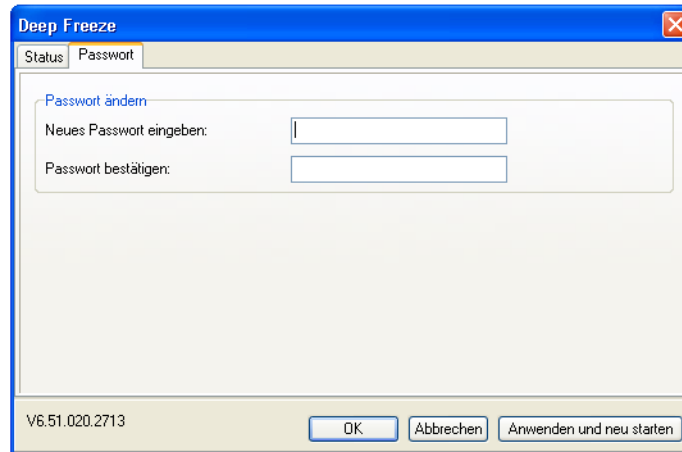 Deep Freeze
Status Passwort
Passwort ändern
Neues Passwort eingeben:
Passwort bestätigen:
V6.51.020.2713 OK Abbrechen Anwenden und neu starten